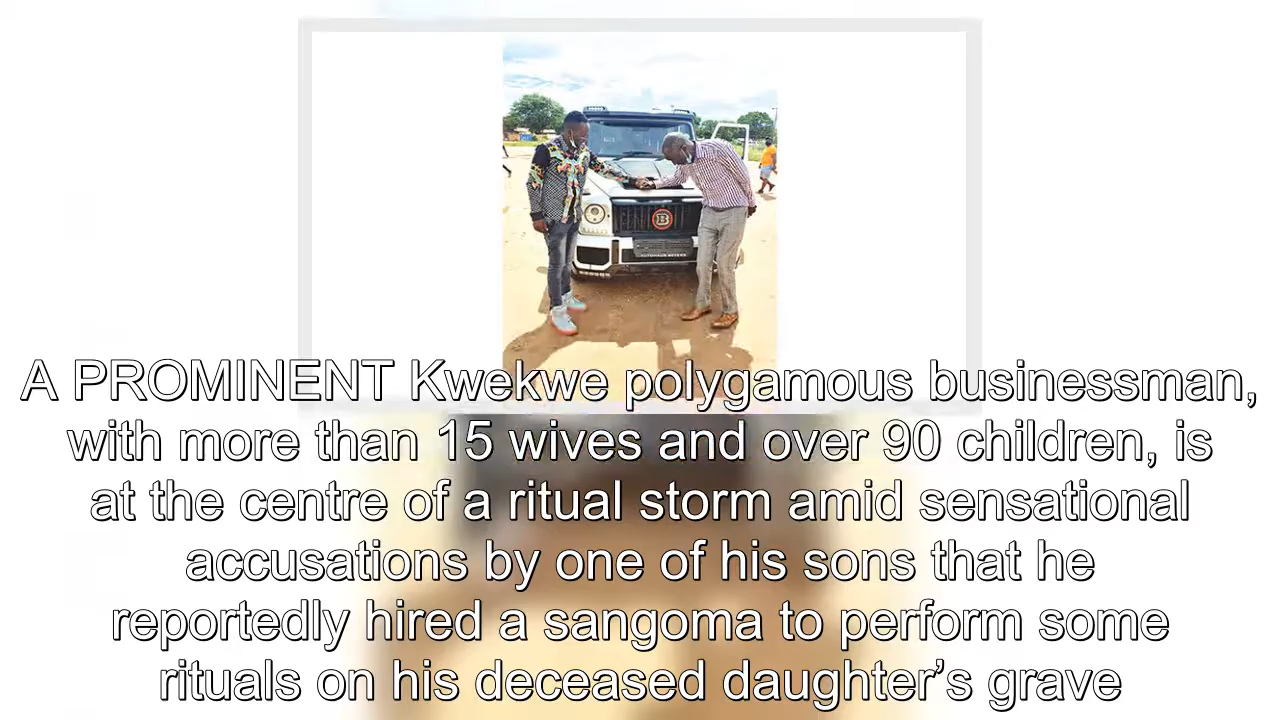 B
AUTOHAUS MEYERS
A PROMINENT Kwekwe polygamous businessman,
with more than 15 wives and over 90 children, is
at the centre of a ritual storm amid sensational
accusations by one of his sons that he
reportedly hired a sangoma to perform some
rituals on his deceased daughter’s grave